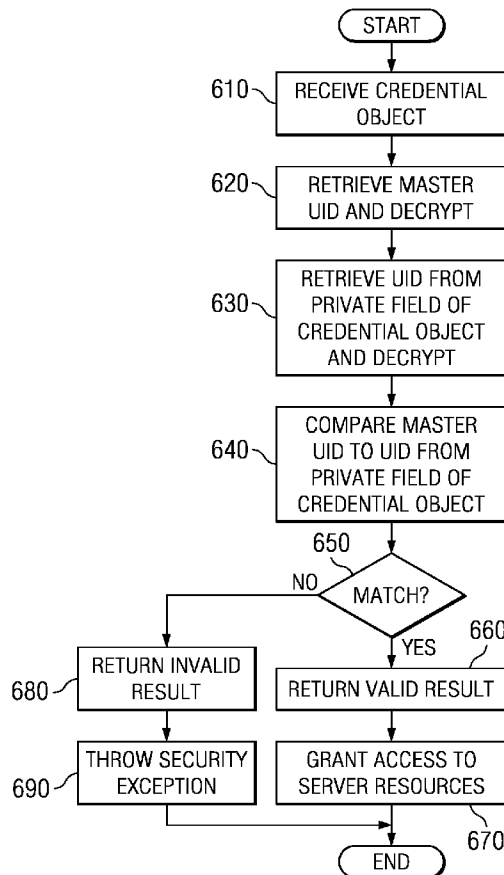 START
610
RECEIVE CREDENTIAL
OBJECT
620
RETRIEVE MASTER
UID AND DECRYPT
630
RETRIEVE UID FROM
PRIVATE FIELD OF
CREDENTIAL OBJECT
AND DECRYPT
640
COMPARE MASTER
UID TO UID FROM
PRIVATE FIELD OF
CREDENTIAL OBJECT
650
MATCH?
NO
YES
680
RETURN INVALID
RESULT
660
RETURN VALID RESULT
690
THROW SECURITY
EXCEPTION
GRANT ACCESS TO
SERVER RESOURCES
670
END